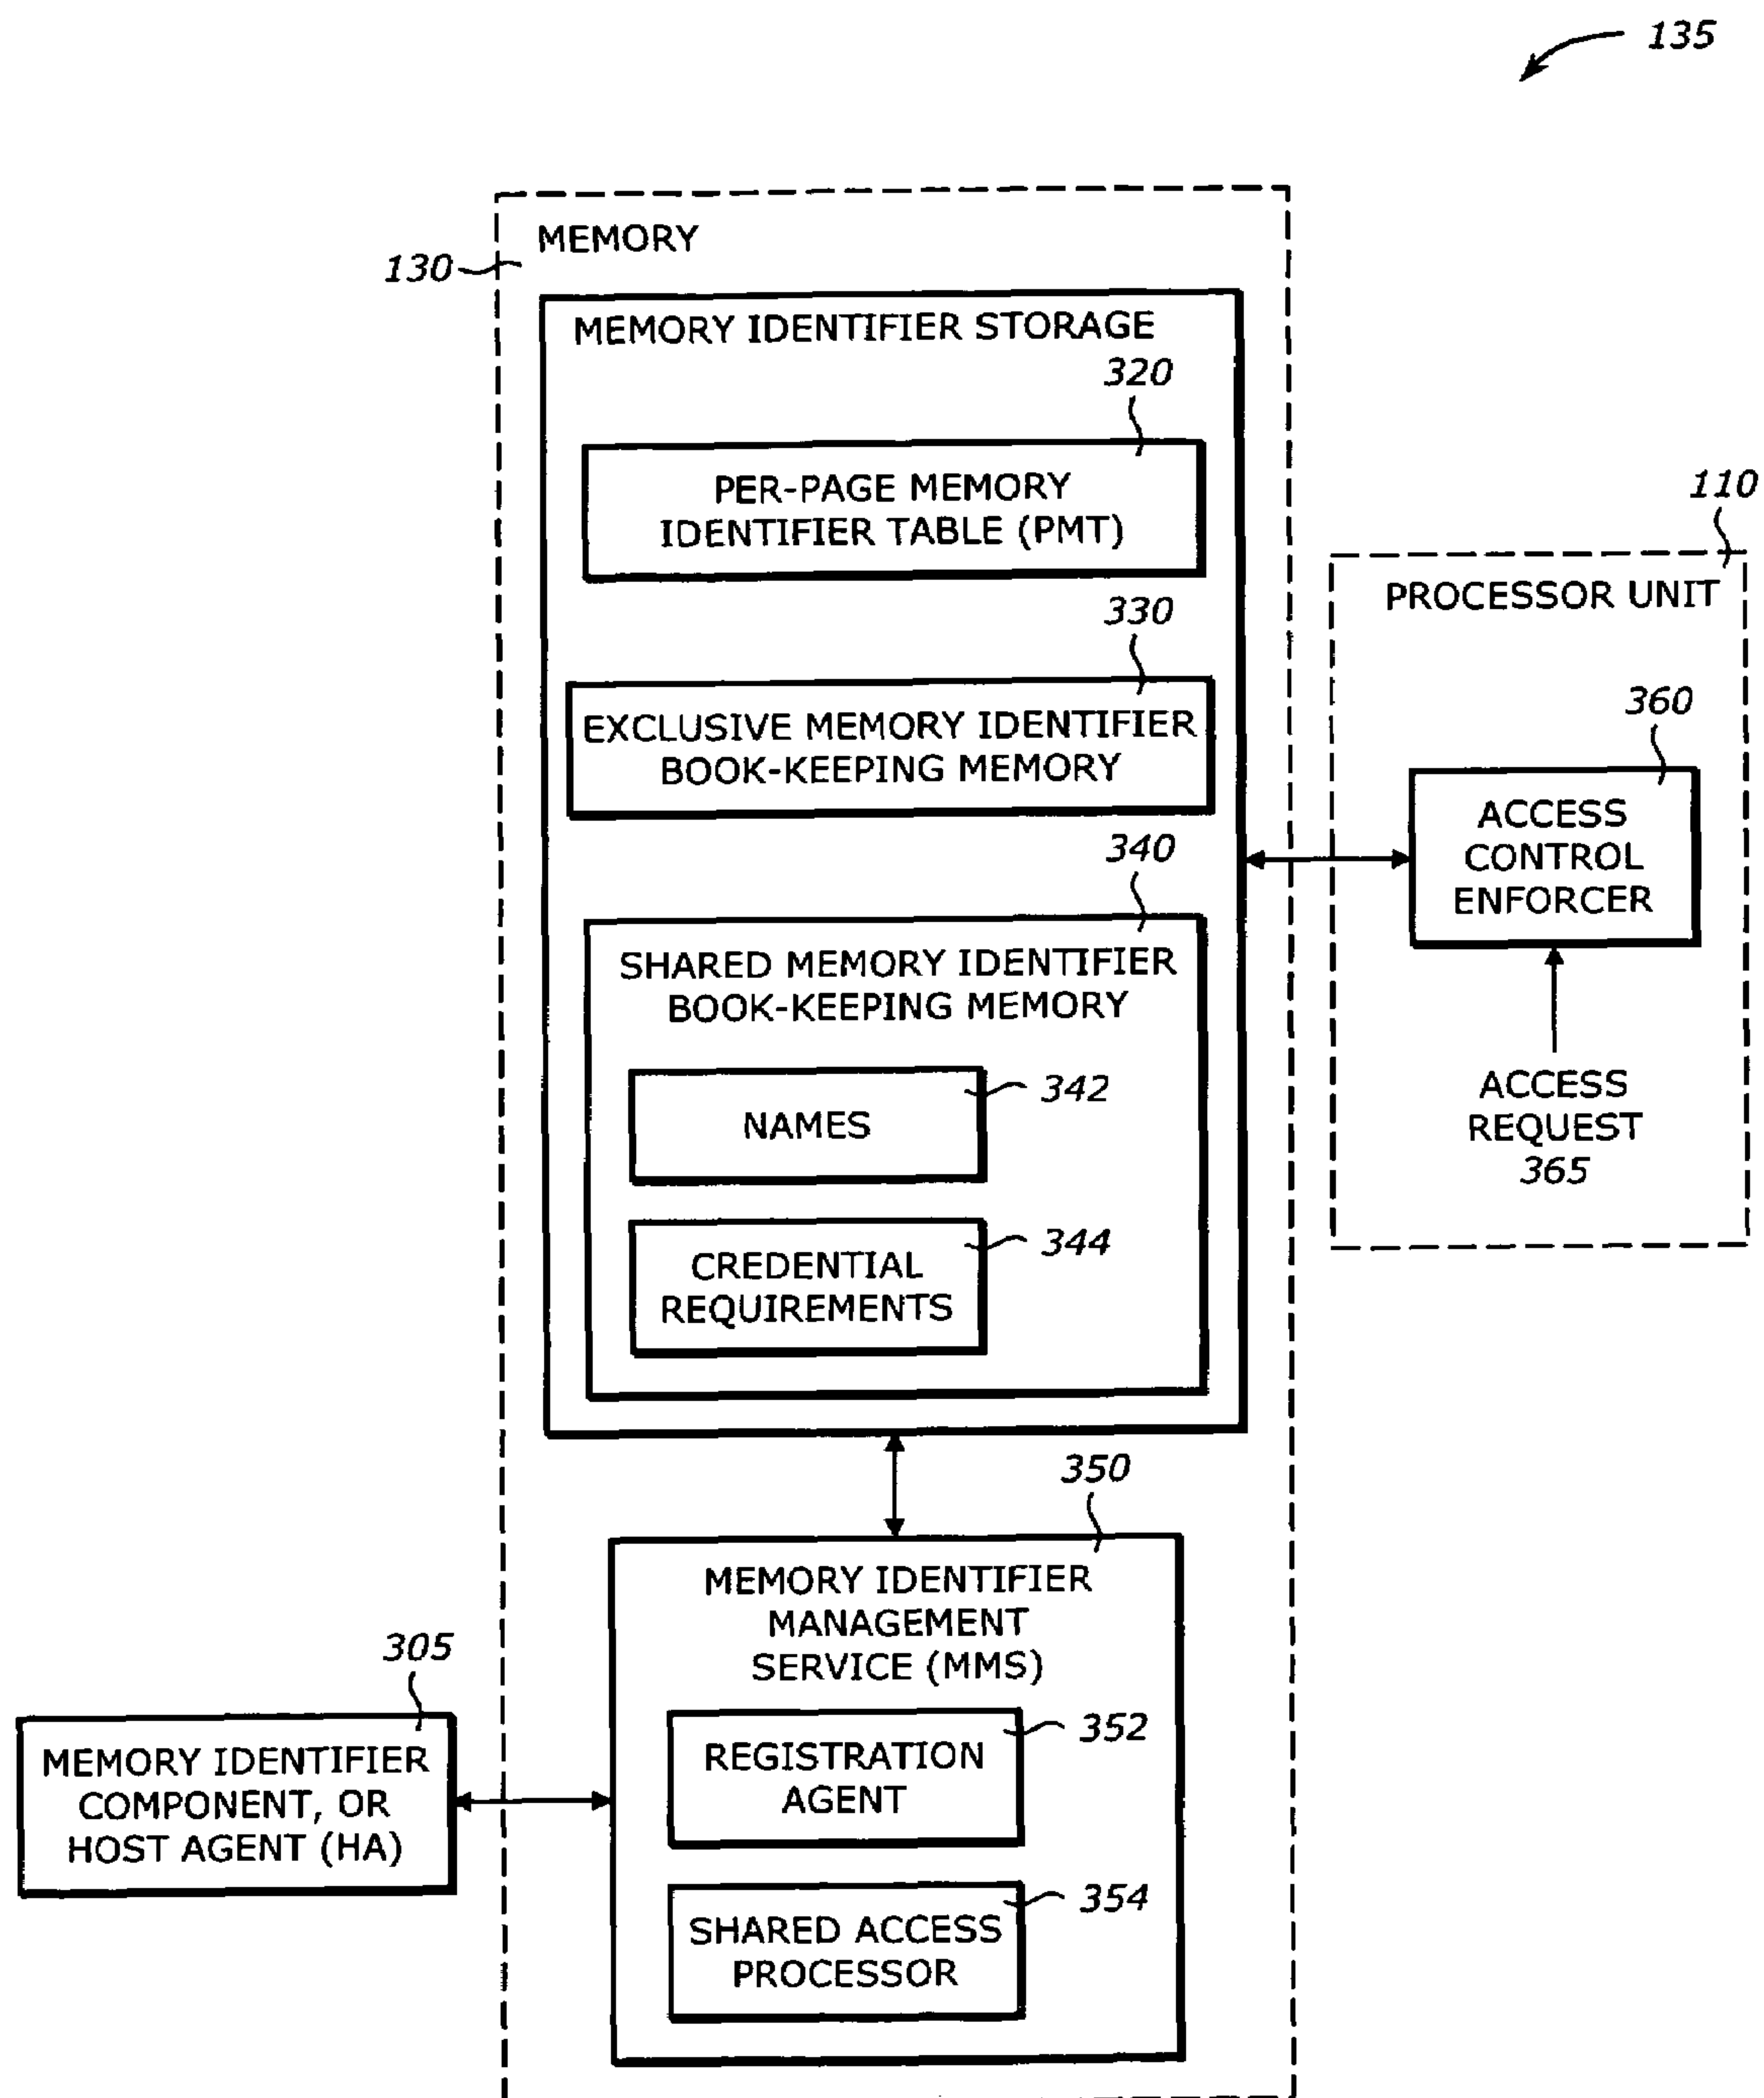 135
MEMORY
130
MEMORY IDENTIFIER STORAGE
320
PER-PAGE MEMORY
IDENTIFIER TABLE (PMT)
330
EXCLUSIVE MEMORY IDENTIFIER
BOOK-KEEPING MEMORY
340
SHARED MEMORY IDENTIFIER
BOOK-KEEPING MEMORY
NAMES
342
CREDENTIAL
REQUIREMENTS
344
110
PROCESSOR UNIT
360
ACCESS
CONTROL
ENFORCER
ACCESS
REQUEST
365
350
MEMORY IDENTIFIER
MANAGEMENT
SERVICE (MMS)
REGISTRATION
AGENT
352
SHARED ACCESS
PROCESSOR
354
305
MEMORY IDENTIFIER
COMPONENT, OR
HOST AGENT (HA)